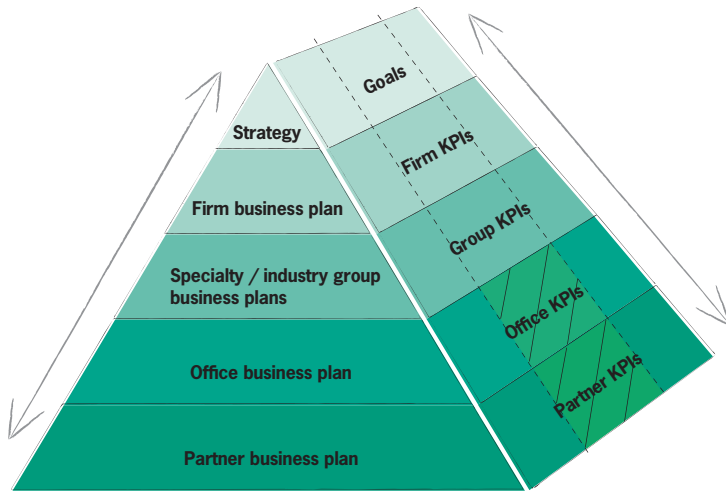 Strategy
Firm business plan
Specialty / industry group
business plans
Office business plan
Partner business plan
Goals
Firm KPIs
Group KPIs
Office KPIs
Partner KPIs